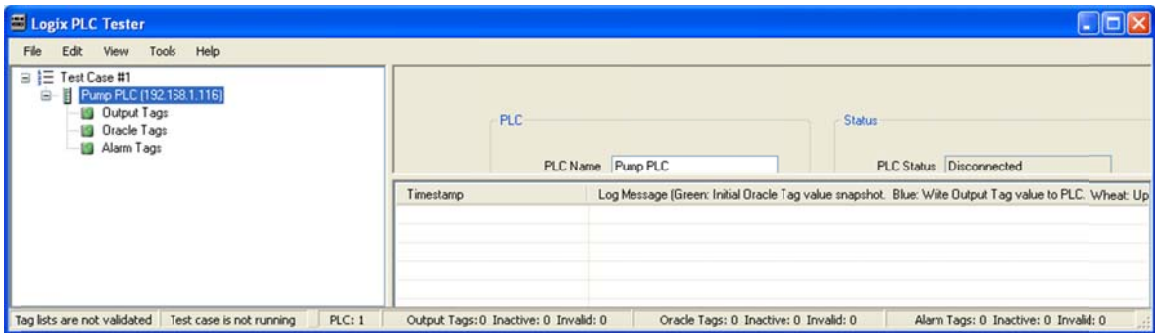 Logix PLC Tester
File Edit View Tools Help
Test Case #1
Pump PLC (192.168.1.116)
Output Tags
Oracle Tags
Alarm Tags
PLC
Status
PLC Name Pump PLC
PLC Status Disconnected
Timestamp Log Message (Green: Initial Oracle Tag value snapshot. Blue: Write Output Tag value to PLC. Wheat: Up
Tag lists are not validated Test case is not running PLC: 1 Output Tags: 0 Inactive: 0 Invalid: 0 Oracle Tags: 0 Inactive: 0 Invalid: 0 Alarm Tags: 0 Inactive: 0 Invalid: 0